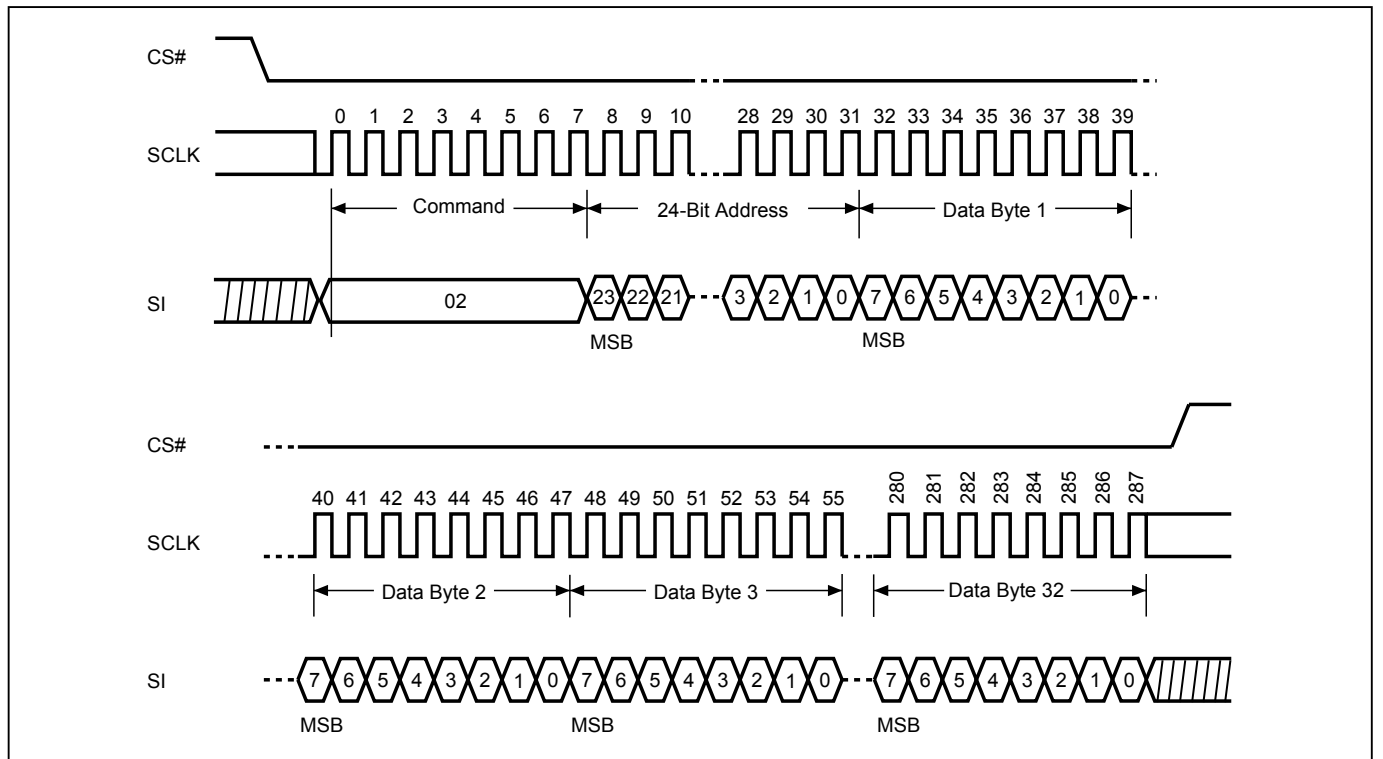 CS#
0 1 2 3 4 5 6 7 8 9 10 28 29 30 31 32 33 34 35 36 37 38 39
SCLK
Command 24-Bit Address Data Byte 1
SI 02 23 22 21 3 2 1 0 7 6 5 4 3 2 1 0
MSB MSB
CS#
40 41 42 43 44 45 46 47 48 49 50 51 52 53 54 55 280 281 282 283 284 285 286 287
SCLK
Data Byte 2 Data Byte 3 Data Byte 32
SI 7 6 5 4 3 2 1 0 7 6 5 4 3 2 1 0 7 6 5 4 3 2 1 0
MSB MSB MSB